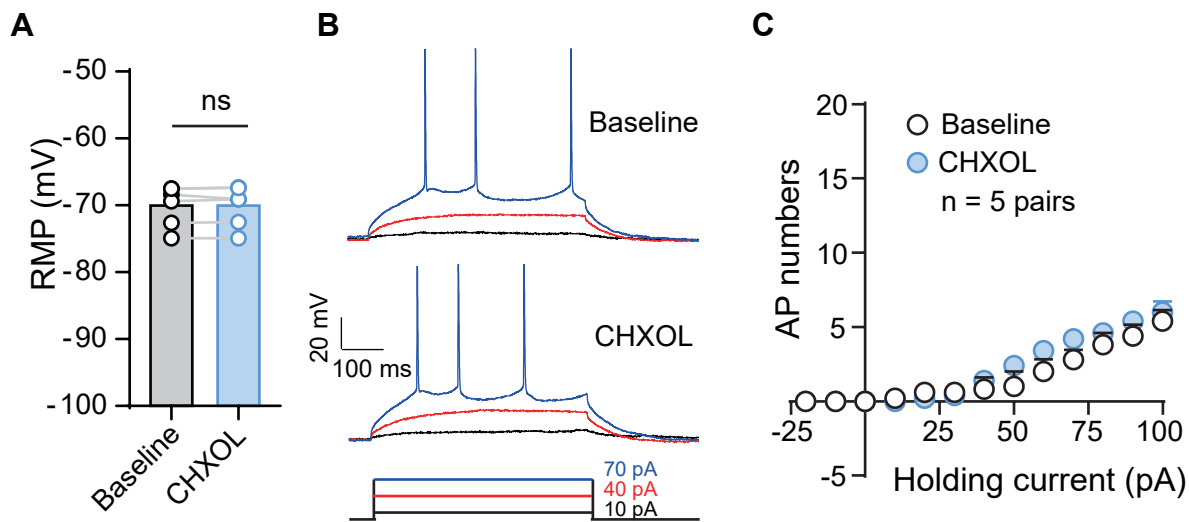 A
-50
-60
-70
-80
-90
-100
RMP (mV)
ns
Baseline
CHXOL
B
Baseline
CHXOL
20 mV
100 ms
70 pA
40 pA
10 pA
C
20
15
10
5
-5
AP numbers
Baseline
CHXOL
n = 5 pairs
-25
25
50
75
100
Holding current (pA)